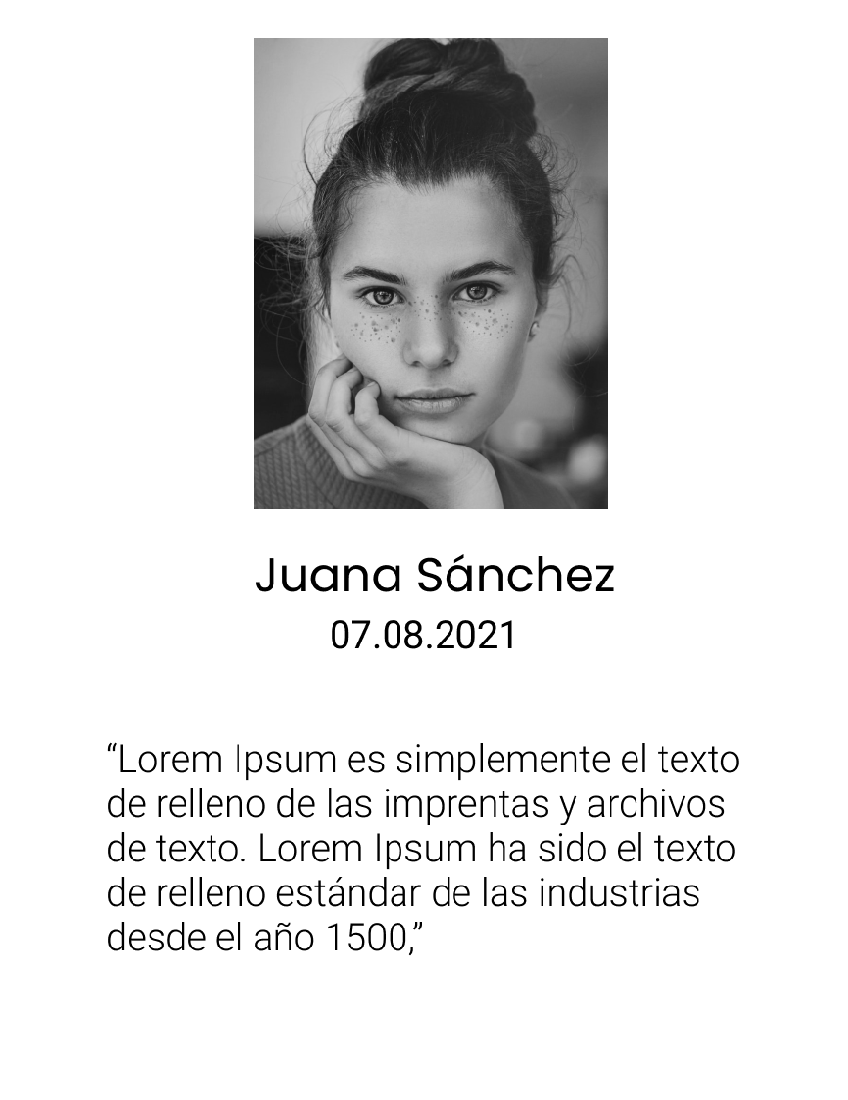 Juana Sánchez
07.08.2021
“Lorem Ipsum es simplemente el texto
de relleno de las imprentas y archivos
de texto. Lorem Ipsum ha sido el texto
de relleno estándar de las industrias
desde el año 1500,”